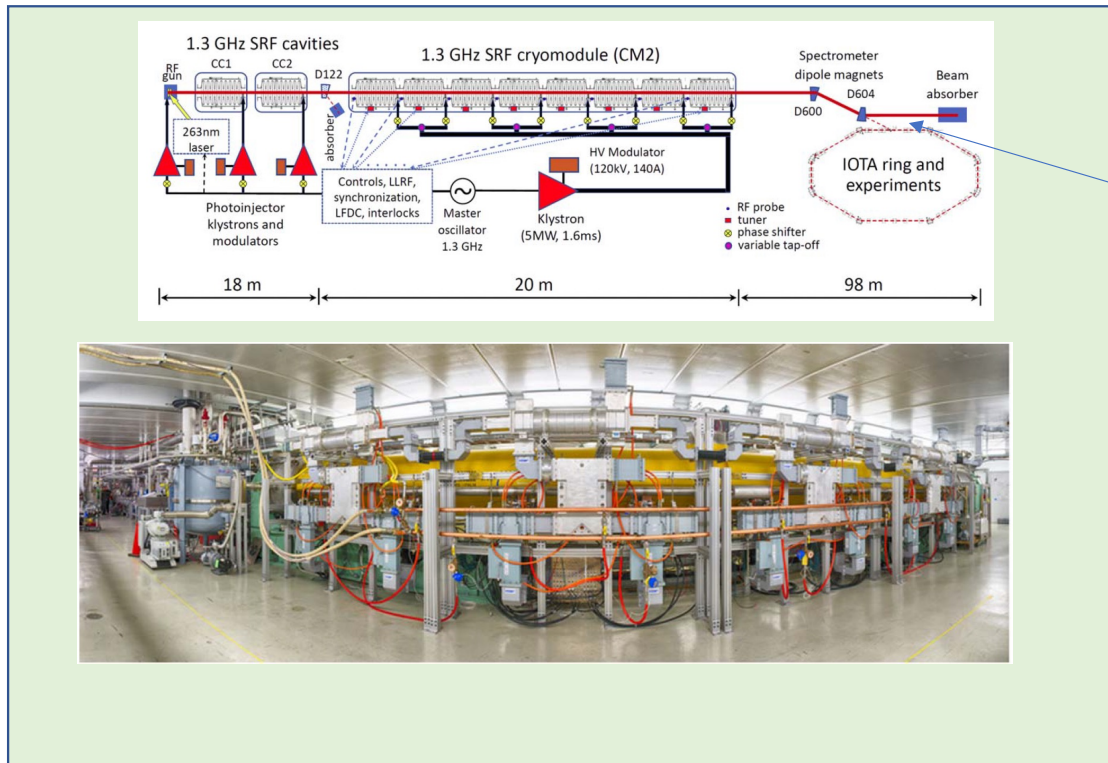 1.3 GHz SRF cavities
1.3 GHz SRF cryomodule (CM2)
RF
gun
CC1
CC2
D122
absorber
Spectrometer
dipole magnets
D600
D604
Beam
absorber
263nm
laser
Photoinjector
klystrons and
modulators
Controls, LLRF,
synchronization,
LFDC, interlocks
Master
oscillator
1.3 GHz
HV Modulator
(120kV, 140A)
Klystron
(5MW, 1.6ms)
RF probe
tuner
phase shifter
variable tap-off
IOTA ring and
experiments
18 m
20 m
98 m